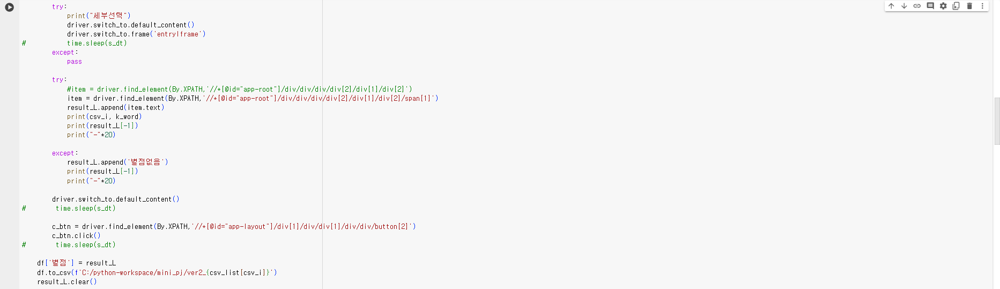 try:
print("세부선택")
driver.switch_to.default_content()
driver.switch_to.frame('entryIframe')
# time.sleep(s_dt)
except:
pass
try:
#item = driver.find_element(By.XPATH,'//*[@id="app-root"]/div/div/div/div[2]/div[1]/div[2]')
item = driver.find_element(By.XPATH,'//*[@id="app-root"]/div/div/div/div[2]/div[1]/div[2]/span[1]')
result_L.append(item.text)
print(csv_i, k_word)
print(result_L[-1])
print("-"*20)
except:
result_L.append('별점없음')
print(result_L[-1])
print("-"*20)
driver.switch_to.default_content()
# time.sleep(s_dt)
c_btn = driver.find_element(By.XPATH,'//*[@id="app-layout"]/div[1]/div/div[1]/div/div/button[2]')
c_btn.click()
# time.sleep(s_dt)
df['별점'] = result_L
df.to_csv(f'C:/python-workspace/mini_pj/ver2_{csv_list[csv_i]}')
result_L.clear()